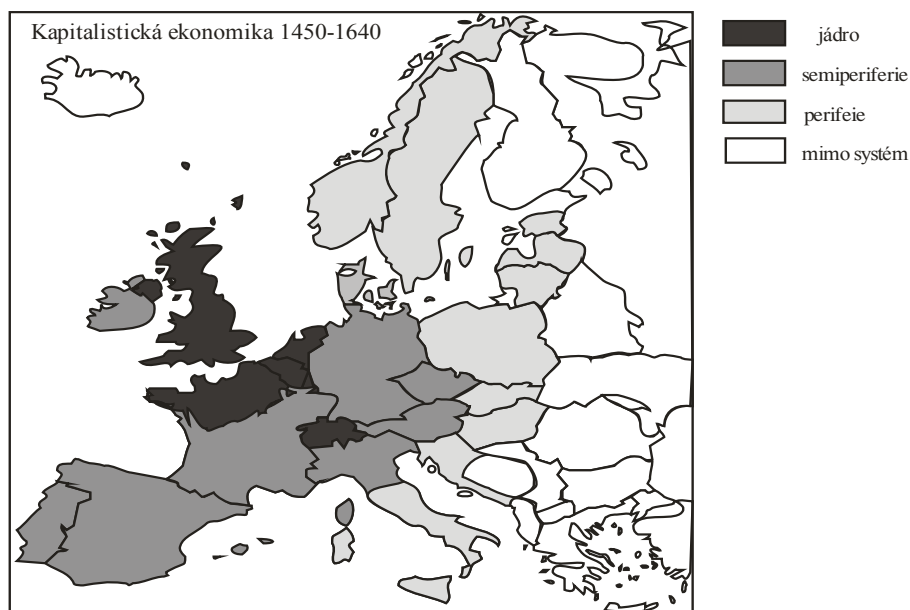 Kapitalistická ekonomika 1450-1640
jádro
semiperiferie
perifeie
mimo systém